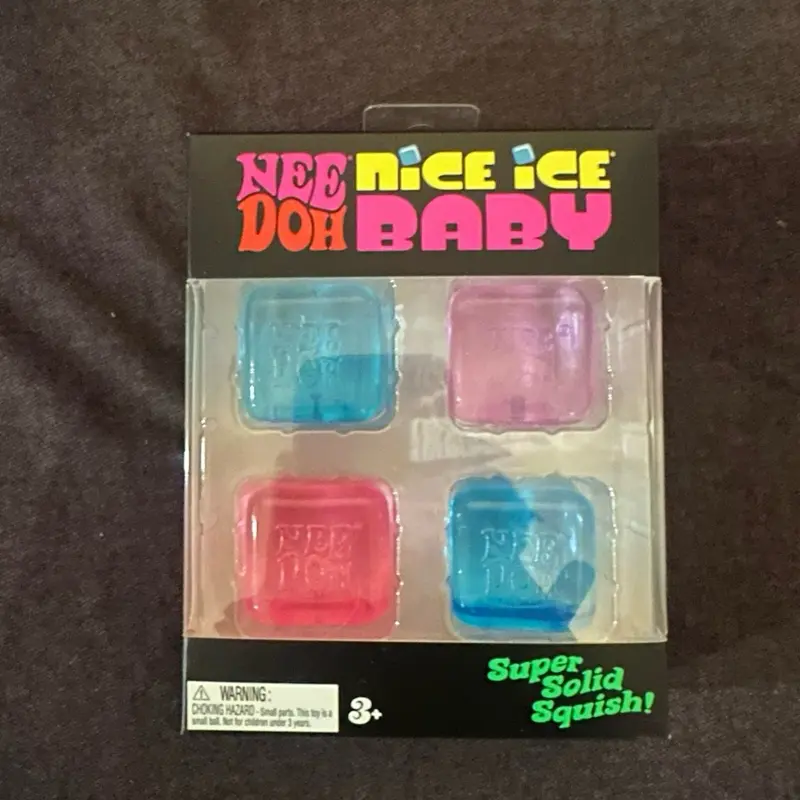 NEE DOH® NICE ICE® BABY
NEE
DOH
NEE
DOH
NEE
DOH
Super
Solid
Squish!
⚠ WARNING:
CHOKING HAZARD - Small parts. This toy is a
small ball. Not for children under 3 years.
3+